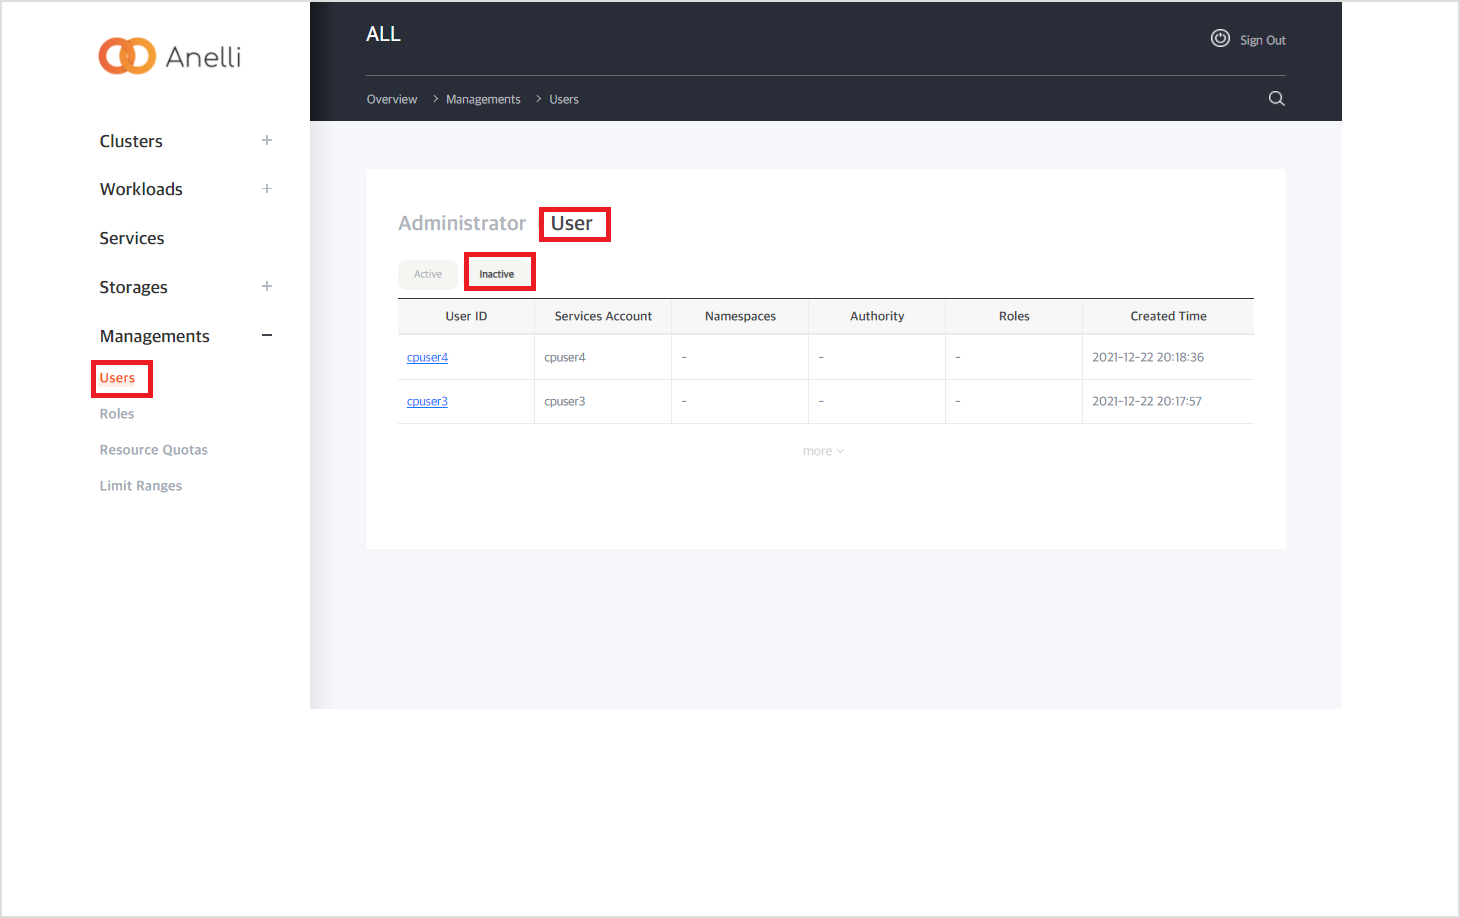 Anelli
Clusters
Workloads
Services
Storages
Managements
Users
Roles
Resource Quotas
Limit Ranges
ALL
Sign Out
Overview > Managements > Users
Administrator User
Active Inactive
User ID Services Account Namespaces Authority Roles Created Time
cpuser4 cpuser4 - - - 2021-12-22 20:18:36
cpuser3 cpuser3 - - - 2021-12-22 20:17:57
more